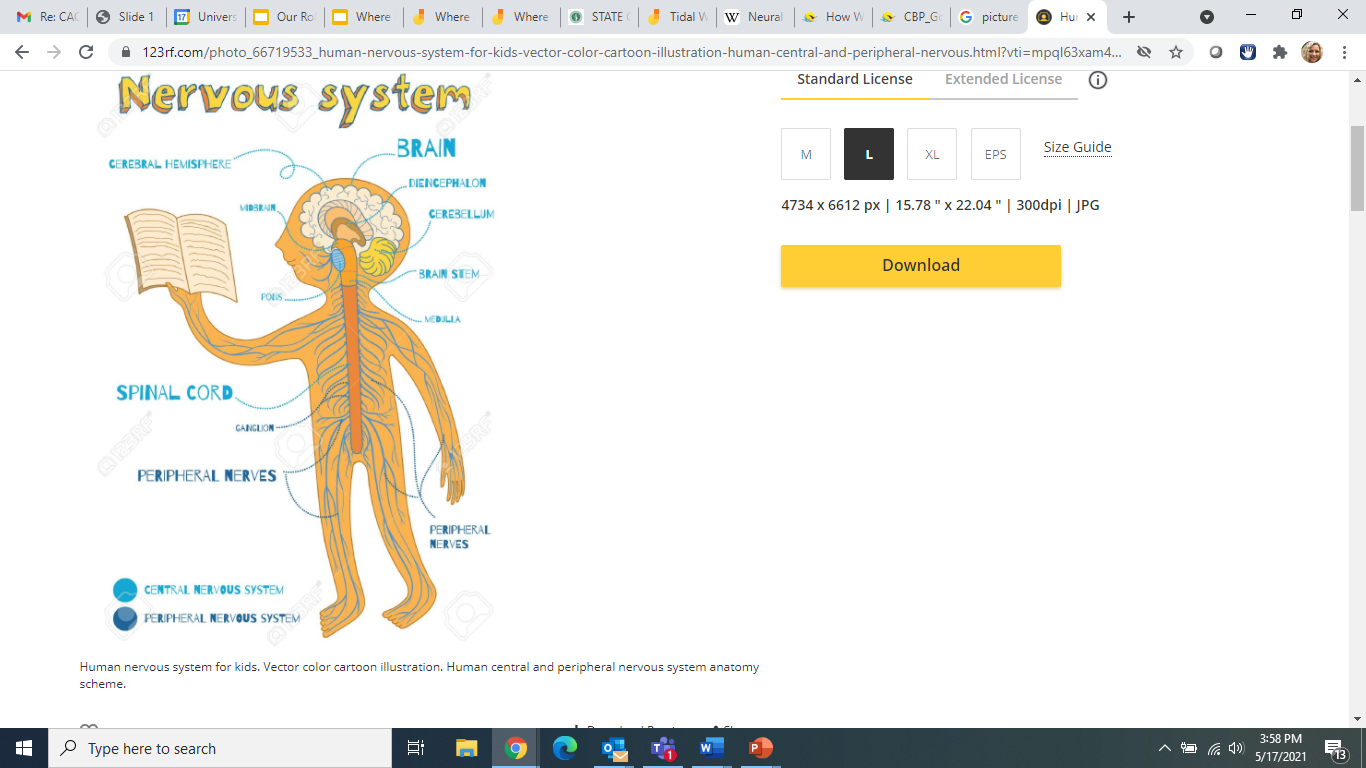 Re: CAC
Slide 1
Univers
Our Rol
Where
Where
Where
STATE
Tidal W
Neural
How W
CBP_Go
picture
Hu
123rf.com/photo_66719533_human-nervous-system-for-kids-vector-color-cartoon-illustration-human-central-and-peripheral-nervous.html?vti=mpql63xam4...
Nervous system
BRAIN
CEREBRAL HEMISPHERE
DIENCEPHALON
MIDBRAIN
CEREBELLUM
BRAIN STEM
PONS
MEDULLA
SPINAL CORD
GANGLION
PERIPHERAL NERVES
PERIPHERAL
NERVES
CENTRAL NERVOUS SYSTEM
PERIPHERAL NERVOUS SYSTEM
123RF
Human nervous system for kids. Vector color cartoon illustration. Human central and peripheral nervous system anatomy
scheme.
Standard License
Extended License
M
L
XL
EPS
Size Guide
4734 x 6612 px | 15.78 " x 22.04 " | 300dpi | JPG
Download
Type here to search
1
3:58 PM
5/17/2021
13